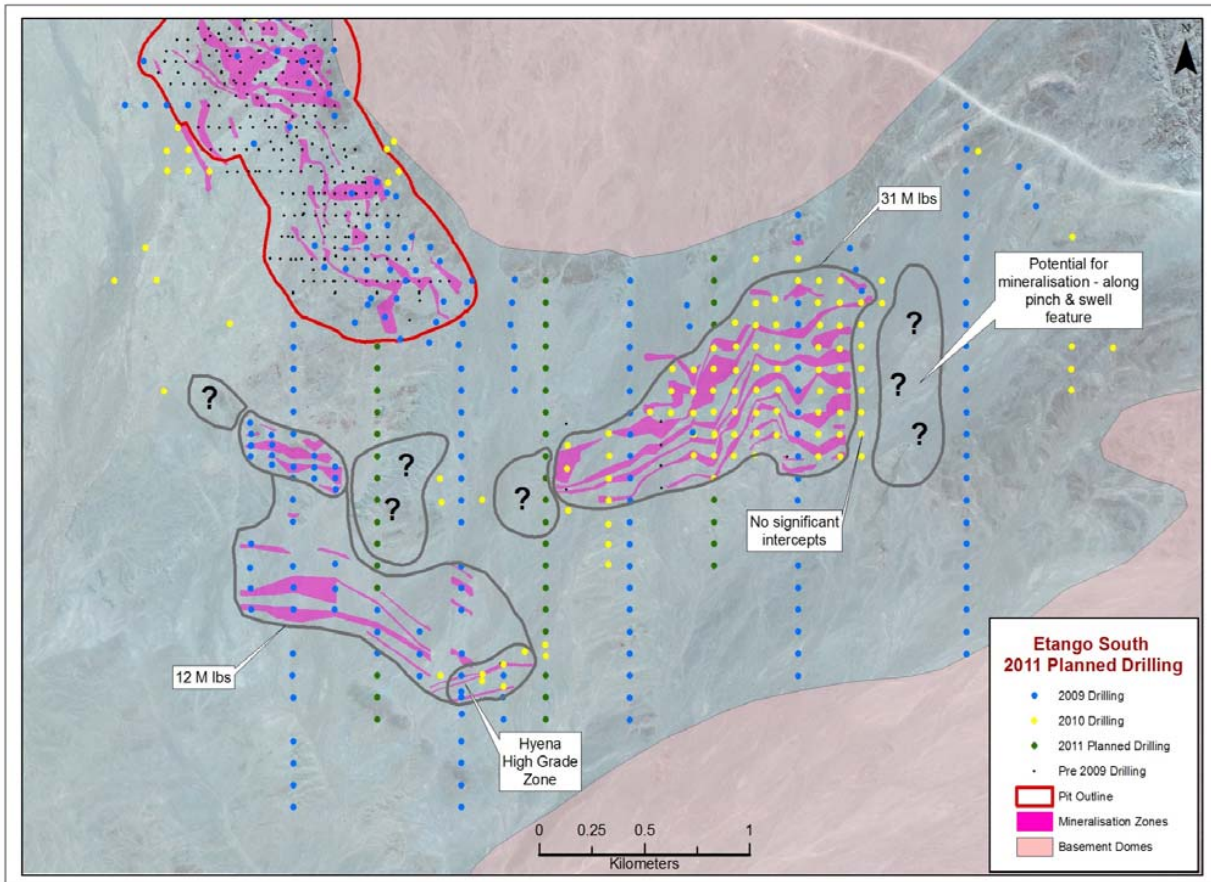 N
31 M lbs
Potential for
mineralisation - along
pinch & swell
feature
?
?
?
?
?
?
?
No significant
intercepts
12 M lbs
Hyena
High Grade
Zone
0 0.25 0.5 1
Kilometers
Etango South
2011 Planned Drilling
2009 Drilling
2010 Drilling
2011 Planned Drilling
Pre 2009 Drilling
Pit Outline
Mineralisation Zones
Basement Domes